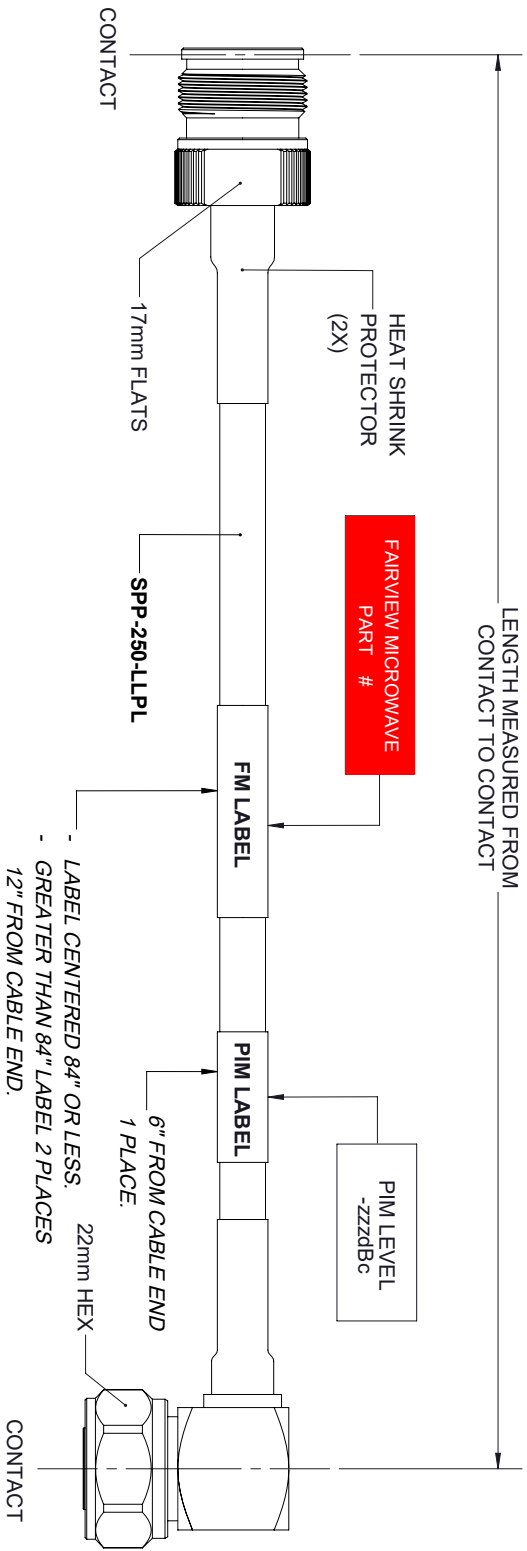 LENGTH MEASURED FROM
CONTACT TO CONTACT
CONTACT
HEAT SHRINK
PROTECTOR
(2X)
17mm FLATS
FAIRVIEW MICROWAVE
PART #
SPP-250-LLPL
FM LABEL
- LABEL CENTERED 84" OR LESS.
- GREATER THAN 84" LABEL 2 PLACES
12" FROM CABLE END.
PIM LEVEL
-zzzdBc
PIM LABEL
6" FROM CABLE END
1 PLACE.
22mm HEX
CONTACT